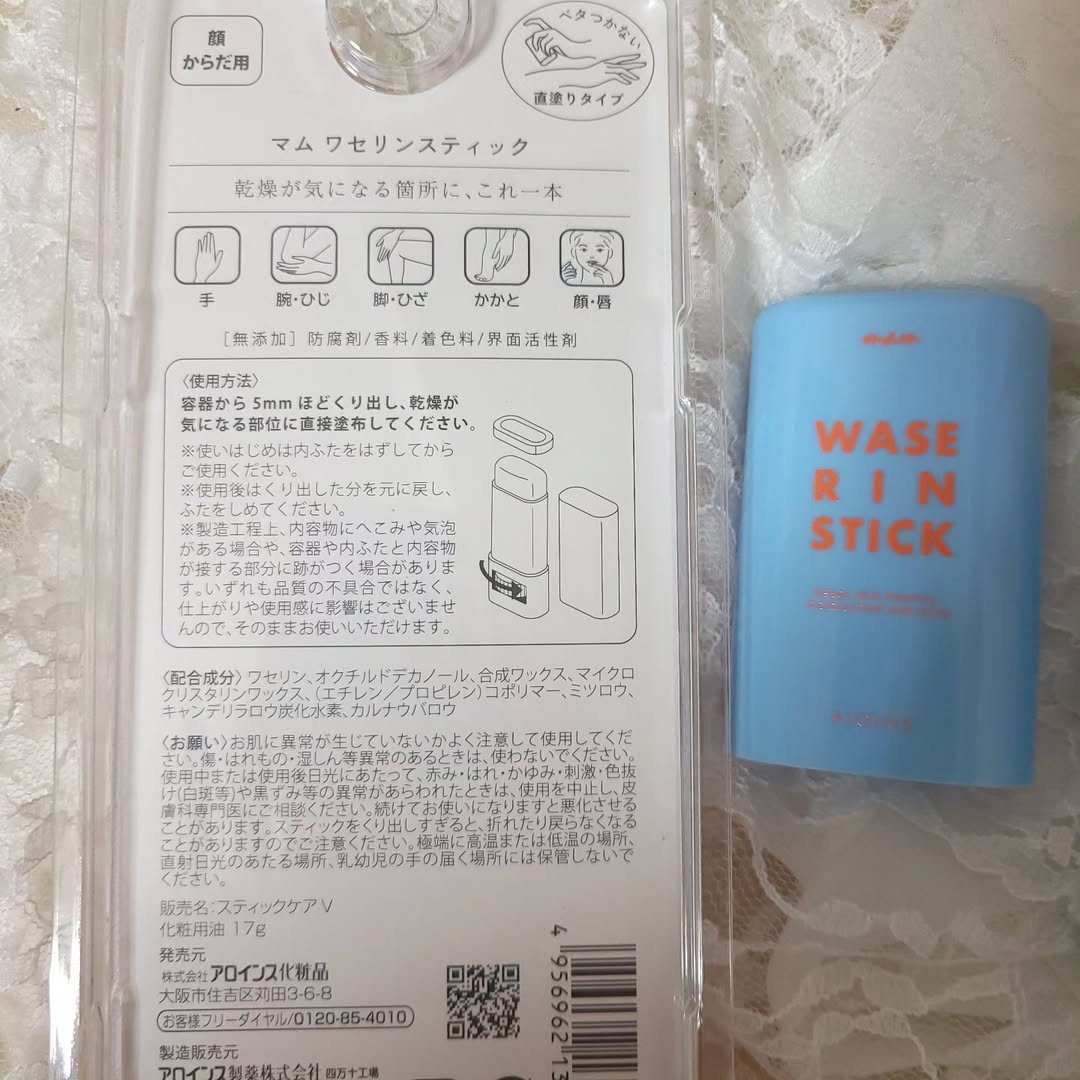 顔
からだ用
ベタつかない
直塗りタイプ
マム ワセリンスティック
乾燥が気になる箇所に、これ一本
手
腕・ひじ
脚・ひざ
かかと
顔・唇
[無添加] 防腐剤/香料/着色料/界面活性剤
〈使用方法〉
容器から5mmほどくり出し、乾燥が
気になる部位に直接塗布してください。
※使いはじめは内ふたをはずしてから
ご使用ください。
※使用後はくり出した分を元に戻し、
ふたをしめてください。
※製造工程上、内容物にへこみや気泡
がある場合や、容器や内ふたと内容物
が接する部分に跡がつく場合がありま
す。いずれも品質の不具合ではなく、
仕上がりや使用感に影響はございませ
んので、そのままお使いいただけます。
〈配合成分〉ワセリン、オクチルドデカノール、合成ワックス、マイクロ
クリスタリンワックス、(エチレン/プロピレン)コポリマー、ミツロウ、
キャンデリラロウ炭化水素、カルナウバロウ
〈お願い〉お肌に異常が生じていないかよく注意して使用してくだ
さい。傷・はれもの・湿しん等異常のあるときは、使わないでください。
使用中または使用後日光にあたって、赤み・はれ・かゆみ・刺激・色抜
け(白斑等)や黒ずみ等の異常があらわれたときは、使用を中止し、皮
膚科専門医にご相談ください。続けてお使いになりますと悪化させる
ことがあります。スティックをくり出しすぎると、折れたり戻らなくなる
ことがありますのでご注意ください。極端に高温または低温の場所、
直射日光のあたる場所、乳幼児の手の届く場所には保管しないで
ください。
販売名:スティックケアV
化粧用油 17g
発売元
株式会社アロインス化粧品
大阪市住吉区苅田3-6-8
お客様フリーダイヤル/0120-85-4010
製造販売元
アロインス製薬株式会社 四万十工場
4 956962 13
mum
WASE
RIN
STICK
ALOINS